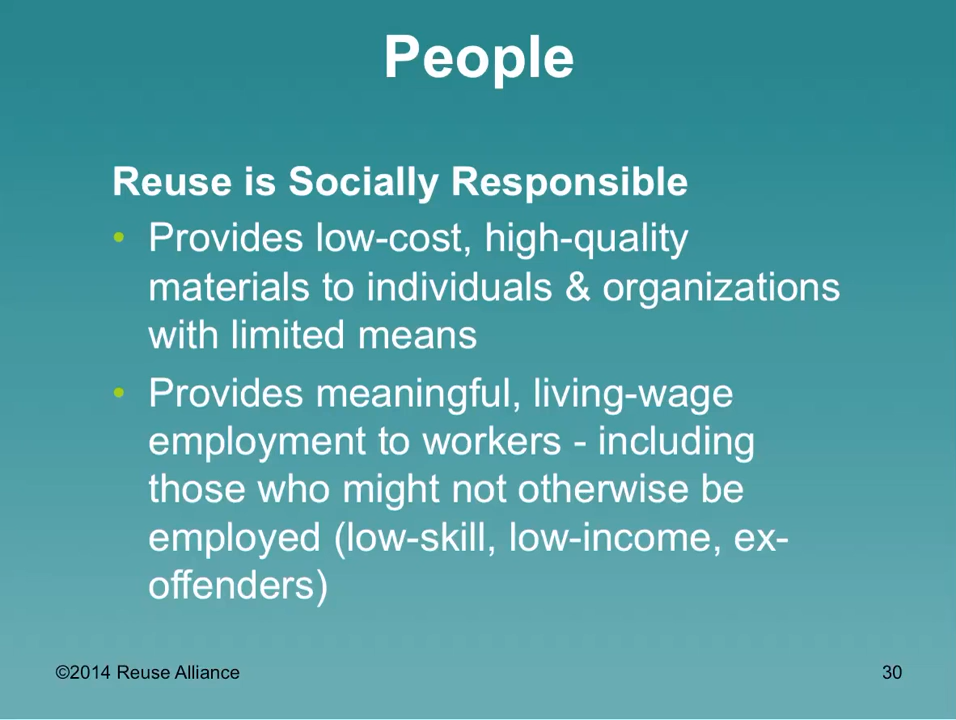 People
Reuse is Socially Responsible
• Provides low-cost, high-quality
materials to individuals & organizations
with limited means
• Provides meaningful, living-wage
employment to workers - including
those who might not otherwise be
employed (low-skill, low-income, ex-
offenders)
©2014 Reuse Alliance
30